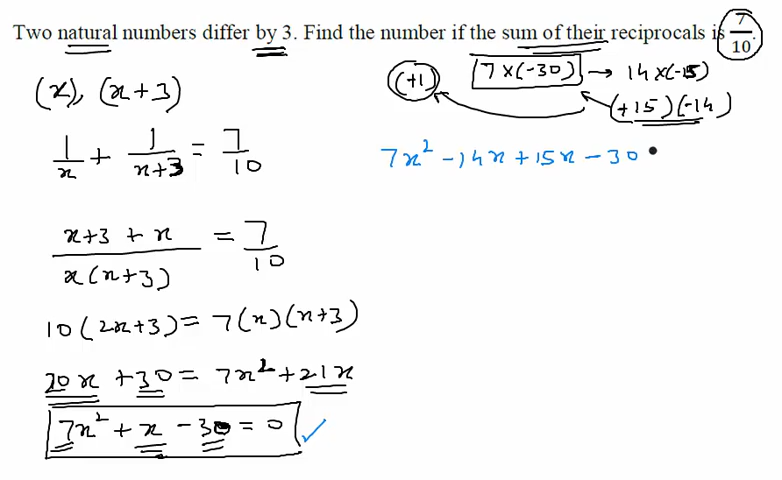 Two natural numbers differ by 3. Find the number if the sum of their reciprocals is 7/10.
(x), (x+3)
(+1) 7×(-30) → 14×(-15)
(+15)(-14)
1/x + 1/x+3 = 7/10
7x² - 14x + 15x - 30
x+3 + x / x(x+3) = 7/10
10(2x+3) = 7(x)(x+3)
20x + 30 = 7x² + 21x
7x² + x - 30 = 0 ✓